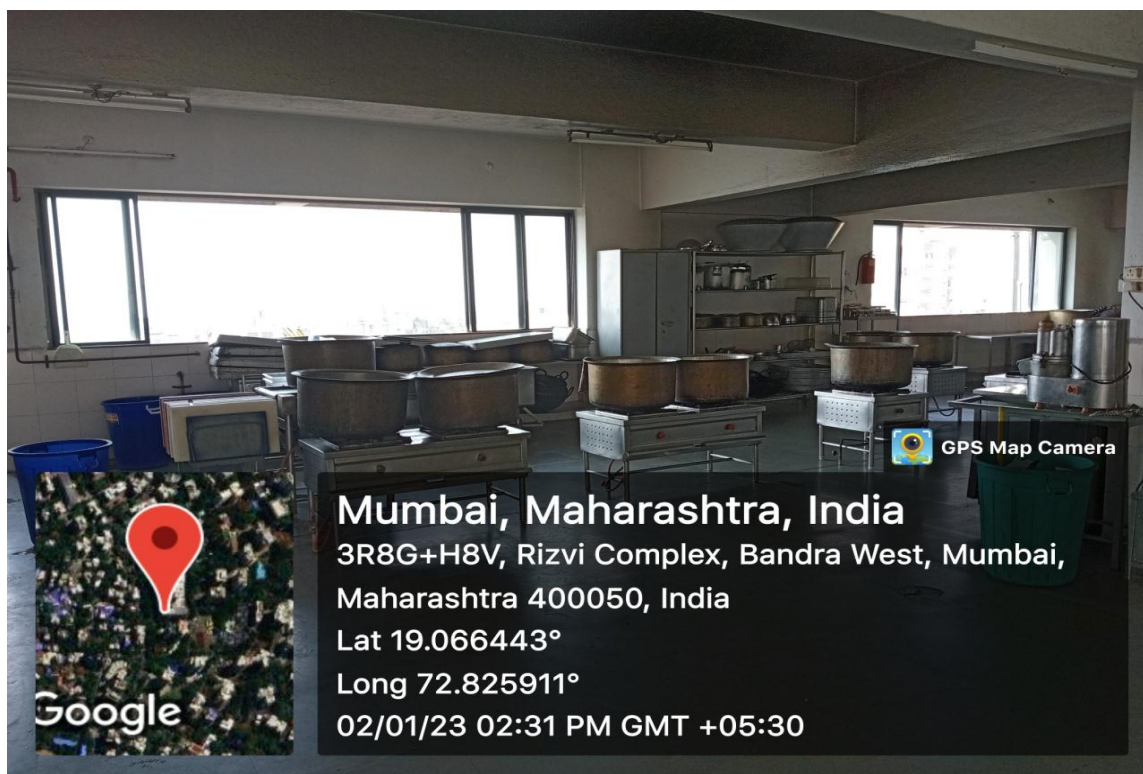 GPS Map Camera
Mumbai, Maharashtra, India
3R8G+H8V, Rizvi Complex, Bandra West, Mumbai,
Maharashtra 400050, India
Lat 19.066443°
Long 72.825911°
02/01/23 02:31 PM GMT +05:30
Google